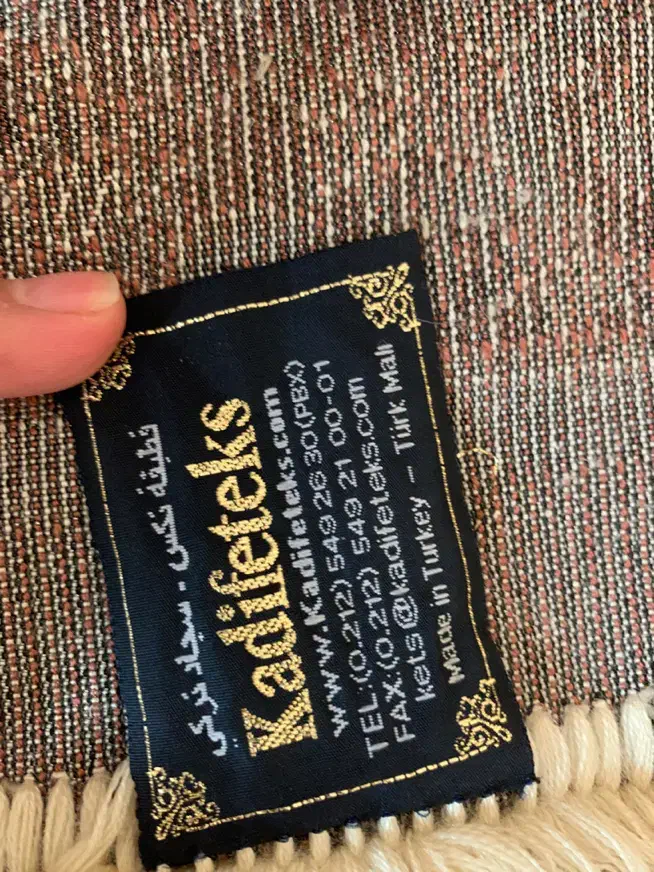 قطيفة تكس - سجاد تركي
Kadifeteks
www.Kadifeteks.com
TEL:(0.212) 549 26 30(PBX)
FAX:(0.212) 549 21 00-01
kets1@kadifeteks.com
Made in Turkey - Türk Malı